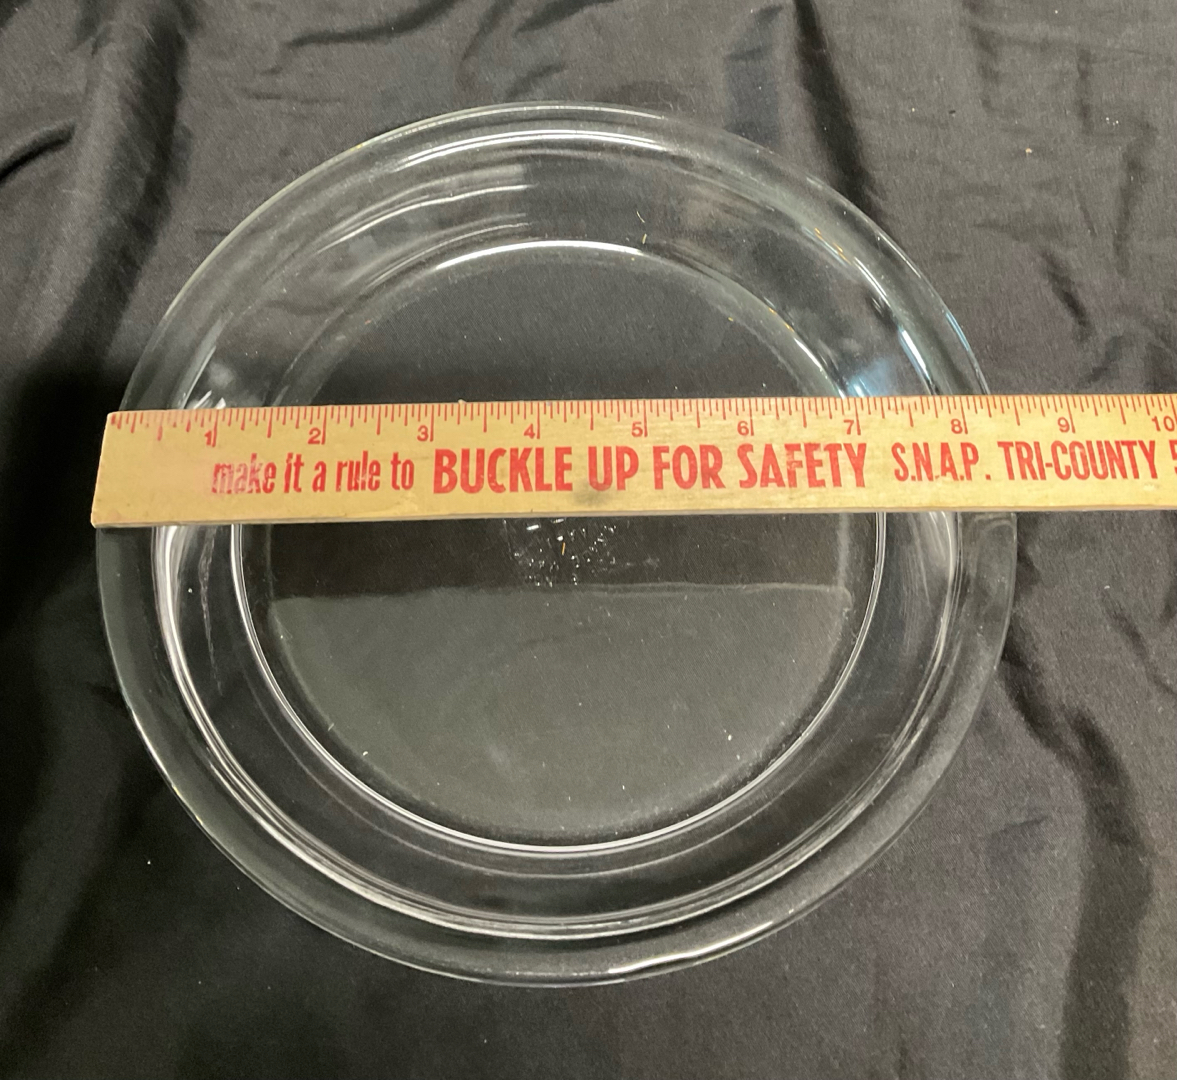 1 2 3 4 5 6 7 8 9 10
make it a rule to BUCKLE UP FOR SAFETY S.N.A.P. TRI-COUNTY